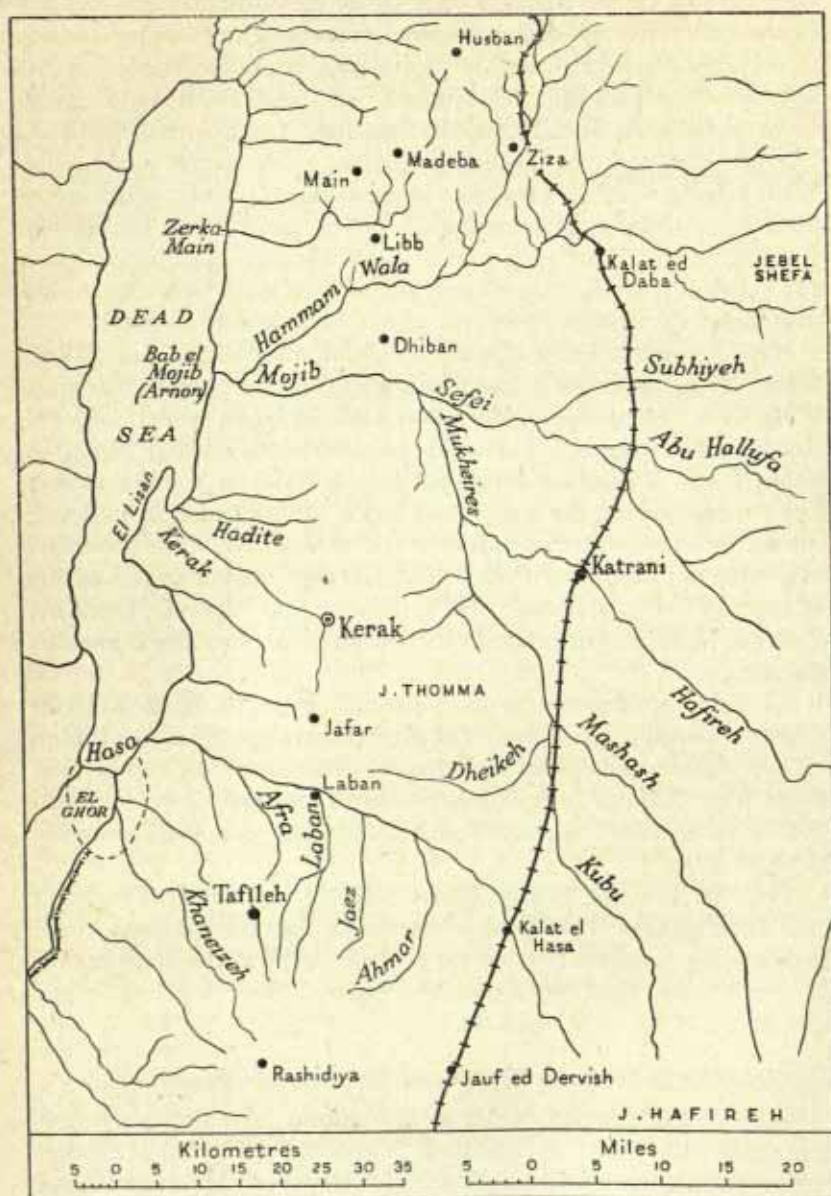 Husban
Madeba
Ziza
Main
Zerka
Main
Libb
Wala
Hammam
Kalat ed
Daba
JEBEL
SHEFA
DEAD
SEA
Dhiban
Bab el
Mojib
(Arnon)
Mojib
Subhiyeh
Sefei
Mukheires
Abu Hallufa
El Lisan
Kerak
Hadite
Katrani
Kerak
J. THOMMA
Hafireh
Jafar
Mashash
Hasa
Dheikeh
Laban
EL
GHOR
Afra
Laban
Kubu
Tafileh
Khaneizeh
Jaez
Ahmar
Kalat el
Hasa
Rashidiya
Jauf ed Dervish
J. HAFIREH
Kilometres
5 0 5 10 15 20 25 30 35
Miles
5 0 5 10 15 20